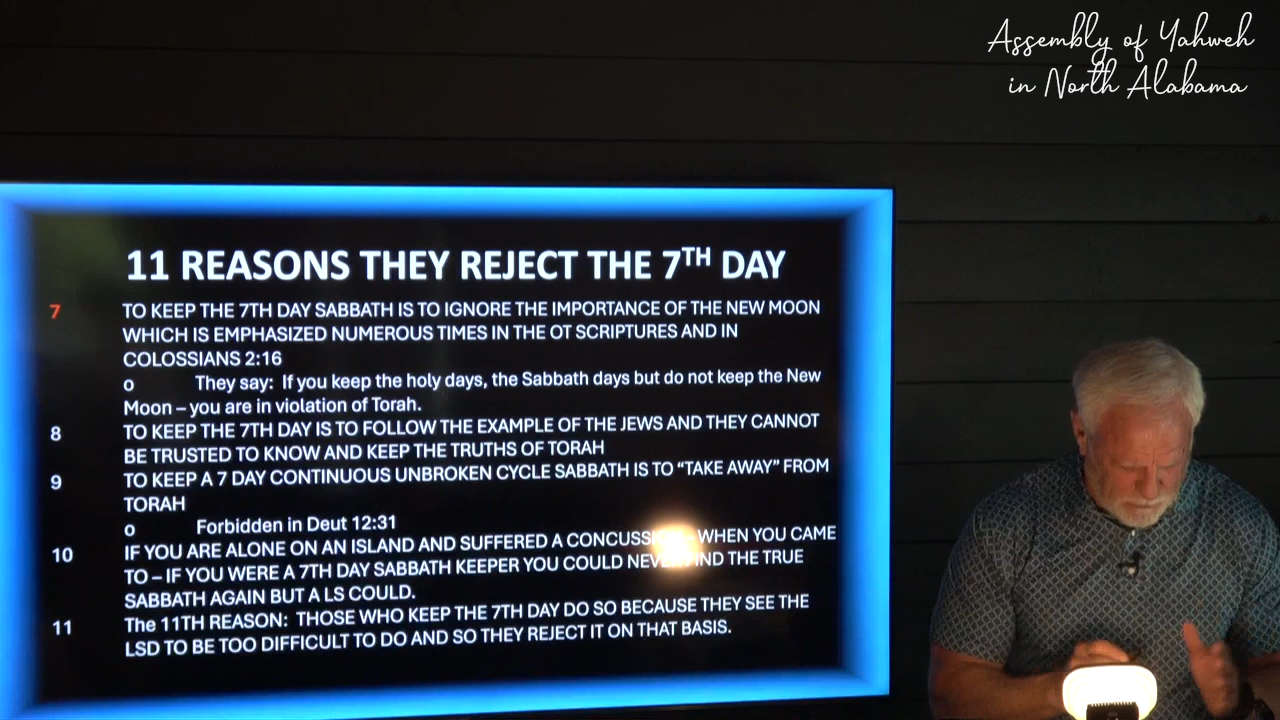 Assembly of Yahweh
in North Alabama
11 REASONS THEY REJECT THE 7TH DAY
7 TO KEEP THE 7TH DAY SABBATH IS TO IGNORE THE IMPORTANCE OF THE NEW MOON
WHICH IS EMPHASIZED NUMEROUS TIMES IN THE OT SCRIPTURES AND IN
COLOSSIANS 2:16
o They say: If you keep the holy days, the Sabbath days but do not keep the New
Moon – you are in violation of Torah.
8 TO KEEP THE 7TH DAY IS TO FOLLOW THE EXAMPLE OF THE JEWS AND THEY CANNOT
BE TRUSTED TO KNOW AND KEEP THE TRUTHS OF TORAH
9 TO KEEP A 7 DAY CONTINUOUS UNBROKEN CYCLE SABBATH IS TO “TAKE AWAY” FROM
TORAH
o Forbidden in Deut 12:31
10 IF YOU ARE ALONE ON AN ISLAND AND SUFFERED A WHEN YOU CAME
TO – IF YOU WERE A 7TH DAY SABBATH KEEPER YOU COULD THE TRUE
SABBATH AGAIN BUT A LS COULD.
11 The 11TH REASON: THOSE WHO KEEP THE 7TH DAY DO SO BECAUSE THEY SEE THE
LSD TO BE TOO DIFFICULT TO DO AND SO THEY REJECT IT ON THAT BASIS.